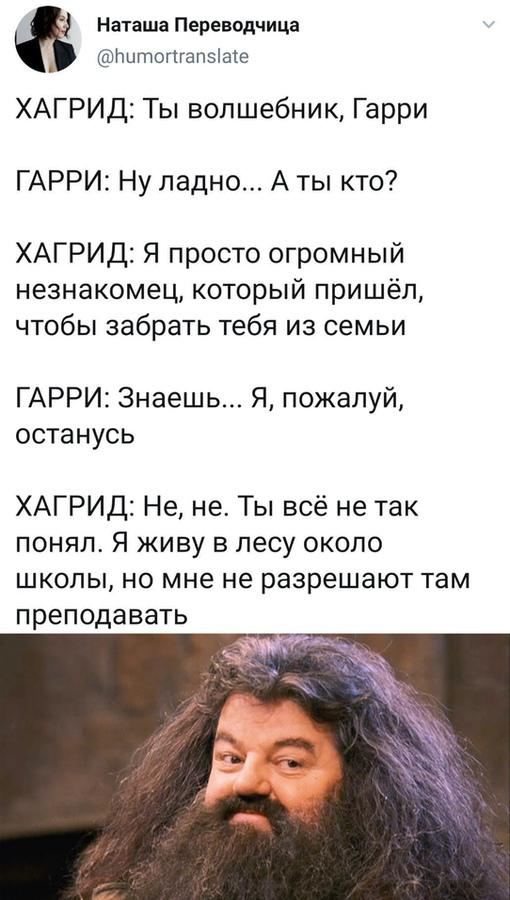 Наташа Переводчица
@humortranslate
ХАГРИД: Ты волшебник, Гарри
ГАРРИ: Ну ладно... А ты кто?
ХАГРИД: Я просто огромный
незнакомец, который пришёл,
чтобы забрать тебя из семьи
ГАРРИ: Знаешь... Я, пожалуй,
останусь
ХАГРИД: Не, не. Ты всё не так
понял. Я живу в лесу около
школы, но мне не разрешают там
преподавать